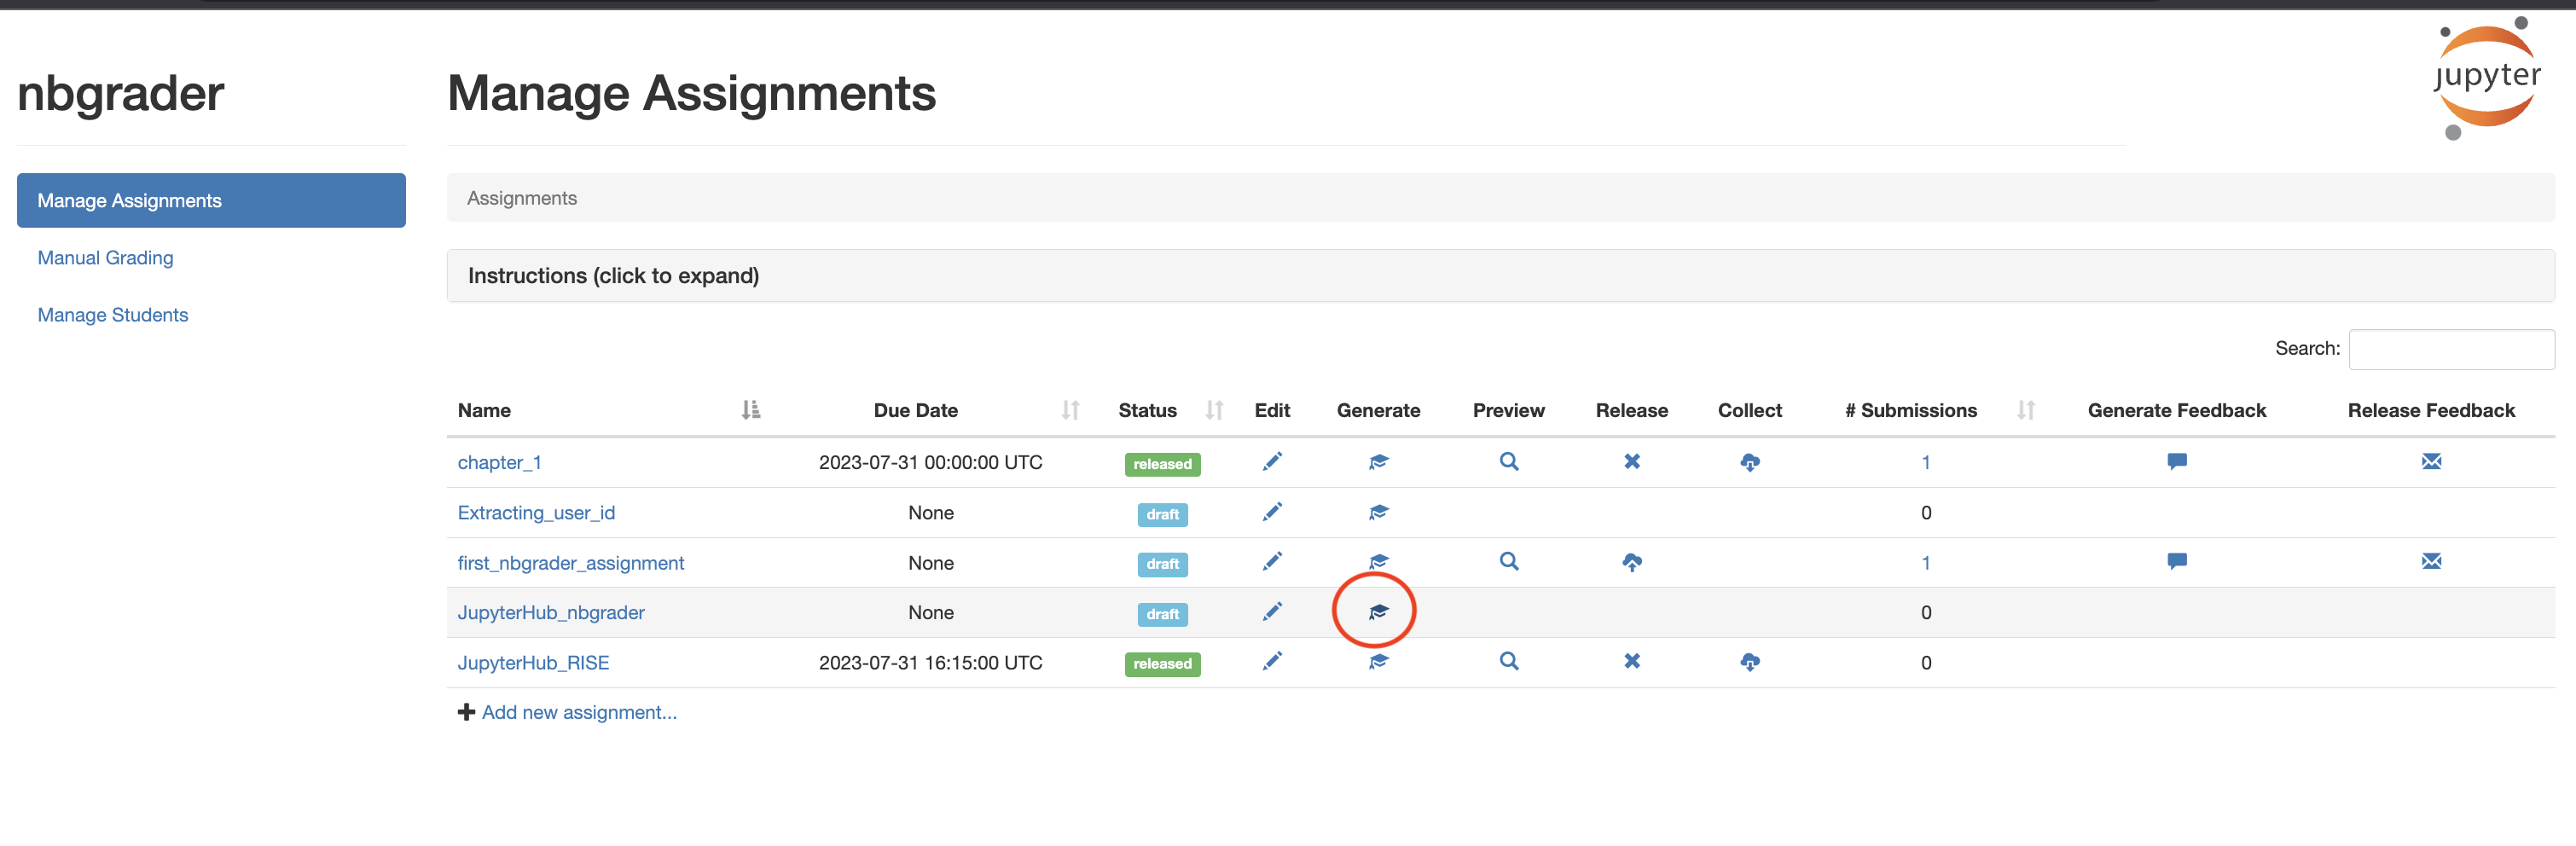 nbgrader
Manage Assignments
jupyter
Manage Assignments
Manual Grading
Manage Students
Assignments
Instructions (click to expand)
Search:
Name Due Date Status Edit Generate Preview Release Collect # Submissions Generate Feedback Release Feedback
chapter_1 2023-07-31 00:00:00 UTC released 1
Extracting_user_id None draft 0
first_nbgrader_assignment None draft 1
JupyterHub_nbgrader None draft 0
JupyterHub_RISE 2023-07-31 16:15:00 UTC released 0
Add new assignment...